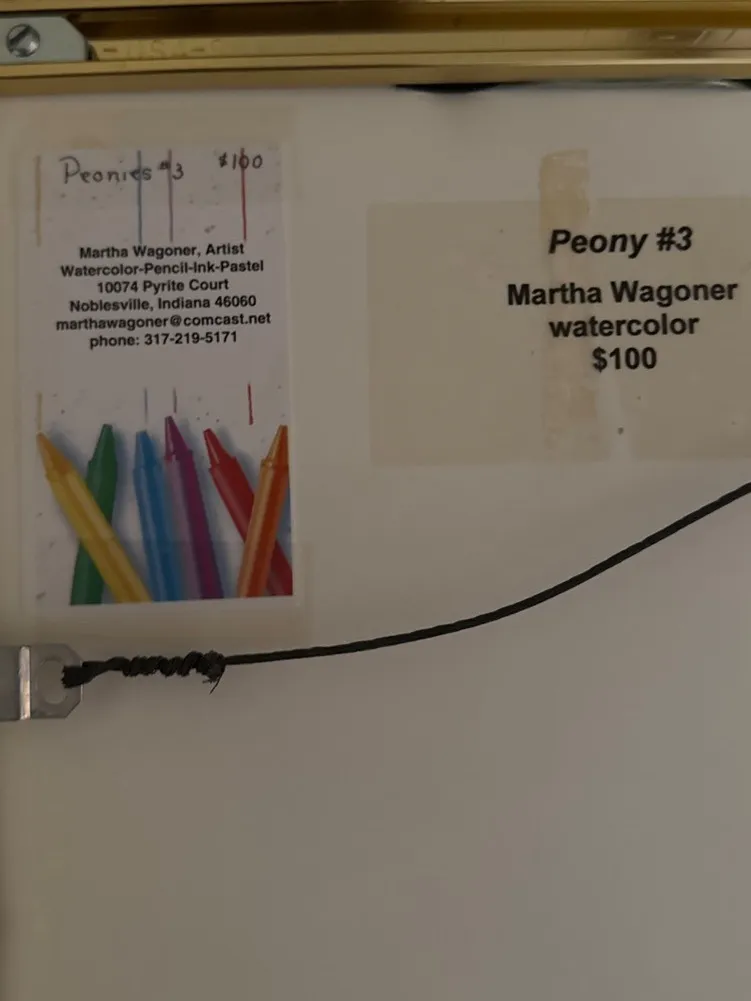 -USA-
Peonies #3 $100
Martha Wagoner, Artist
Watercolor-Pencil-Ink-Pastel
10074 Pyrite Court
Noblesville, Indiana 46060
marthawagoner@comcast.net
phone: 317-219-5171
Peony #3
Martha Wagoner
watercolor
$100